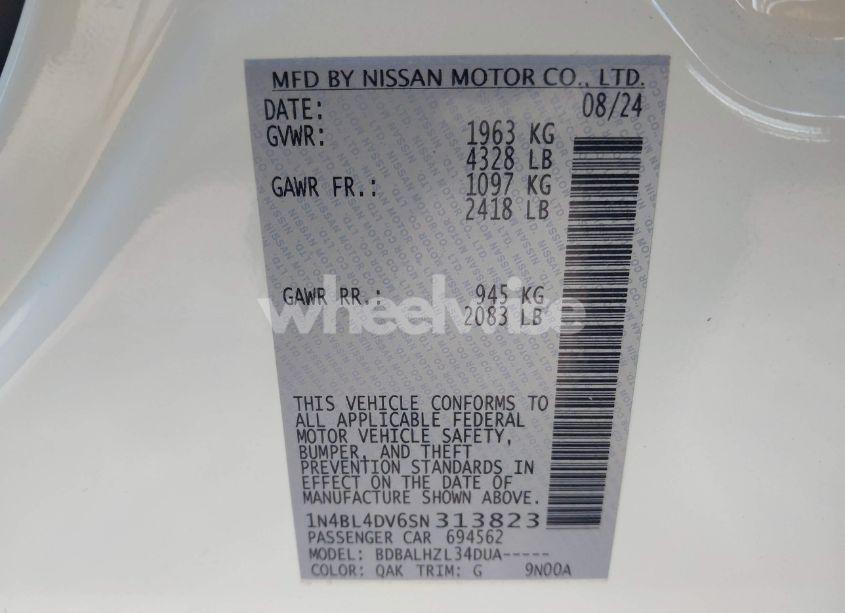 MFD BY NISSAN MOTOR CO., LTD.
DATE: 08/24
GVWR: 1963 KG
4328 LB
GAWR FR.: 1097 KG
2418 LB
GAWR RR.: 945 KG
2083 LB
wheelwibe
THIS VEHICLE CONFORMS TO
ALL APPLICABLE FEDERAL
MOTOR VEHICLE SAFETY,
BUMPER, AND THEFT
PREVENTION STANDARDS IN
EFFECT ON THE DATE OF
MANUFACTURE SHOWN ABOVE.
1N4BL4DV6SN313823
PASSENGER CAR 694562
MODEL: BDBALHZL34DUA-----
COLOR: QAK TRIM: G 9N00A